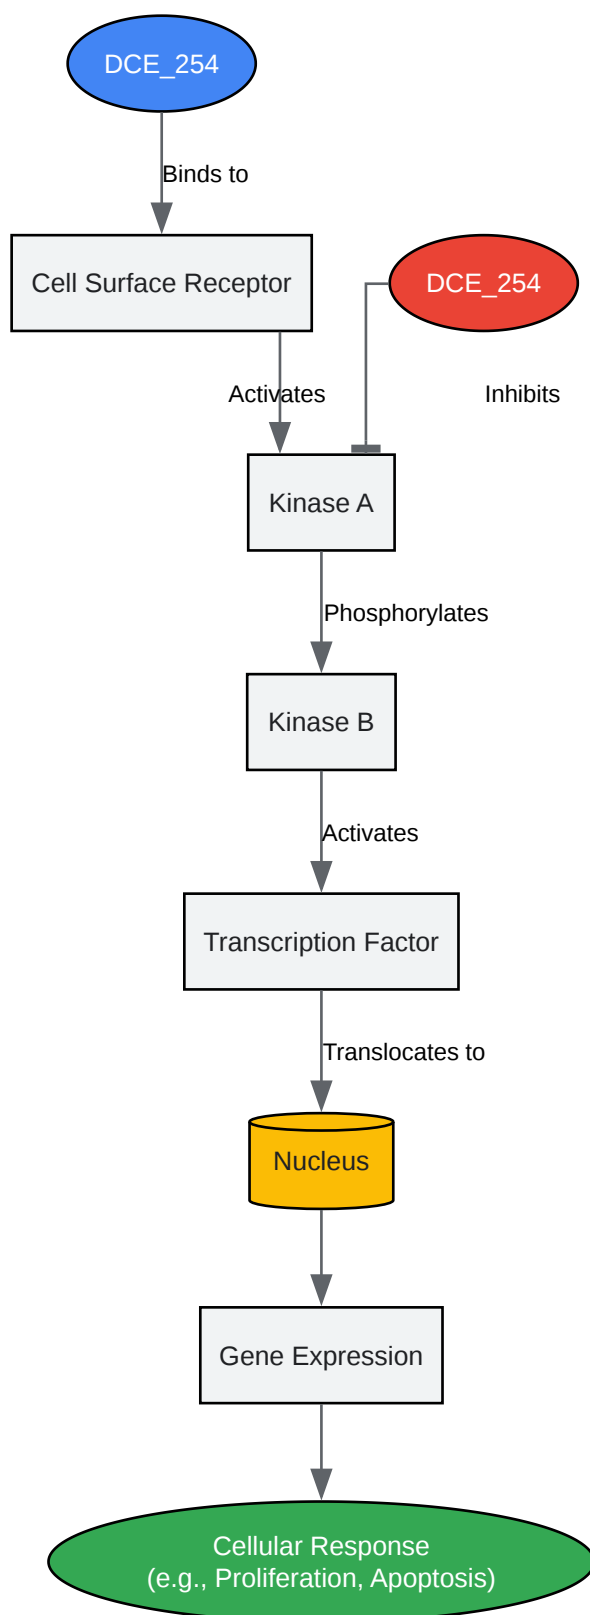 DCE_254
Binds to
Cell Surface Receptor
DCE_254
Activates
Inhibits
Kinase A
Phosphorylates
Kinase B
Activates
Transcription Factor
Translocates to
Nucleus
Gene Expression
Cellular Response
(e.g., Proliferation, Apoptosis)